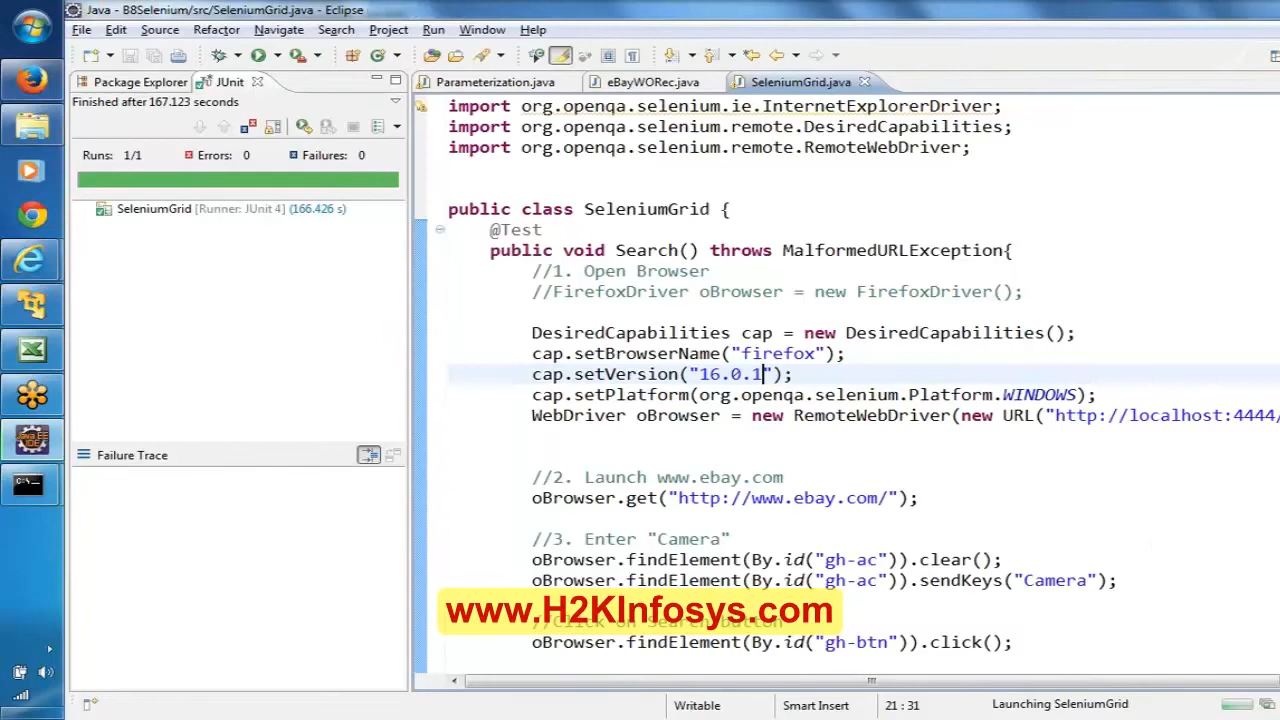 Java - B8Selenium/src/SeleniumGrid.java - Eclipse
File Edit Source Refactor Navigate Search Project Run Window Help
Package Explorer JUnit
Parameterization.java eBayWORec.java SeleniumGrid.java
Finished after 167.123 seconds
Runs: 1/1 Errors: 0 Failures: 0
SeleniumGrid [Runner: JUnit 4] (166.426 s)
Failure Trace
import org.openqa.selenium.ie.InternetExplorerDriver;
import org.openqa.selenium.remote.DesiredCapabilities;
import org.openqa.selenium.remote.RemoteWebDriver;
public class SeleniumGrid {
@Test
public void Search() throws MalformedURLException{
//1. Open Browser
//FirefoxDriver oBrowser = new FirefoxDriver();
DesiredCapabilities cap = new DesiredCapabilities();
cap.setBrowserName("firefox");
cap.setVersion("16.0.1");
cap.setPlatform(org.openqa.selenium.Platform.WINDOWS);
WebDriver oBrowser = new RemoteWebDriver(new URL("http://localhost:4444/
//2. Launch www.ebay.com
oBrowser.get("http://www.ebay.com/");
//3. Enter "Camera"
oBrowser.findElement(By.id("gh-ac")).clear();
oBrowser.findElement(By.id("gh-ac")).sendKeys("Camera");
www.H2KInfosys.com
//Click on Search Button
oBrowser.findElement(By.id("gh-btn")).click();
Writable Smart Insert 21 : 31 Launching SeleniumGrid